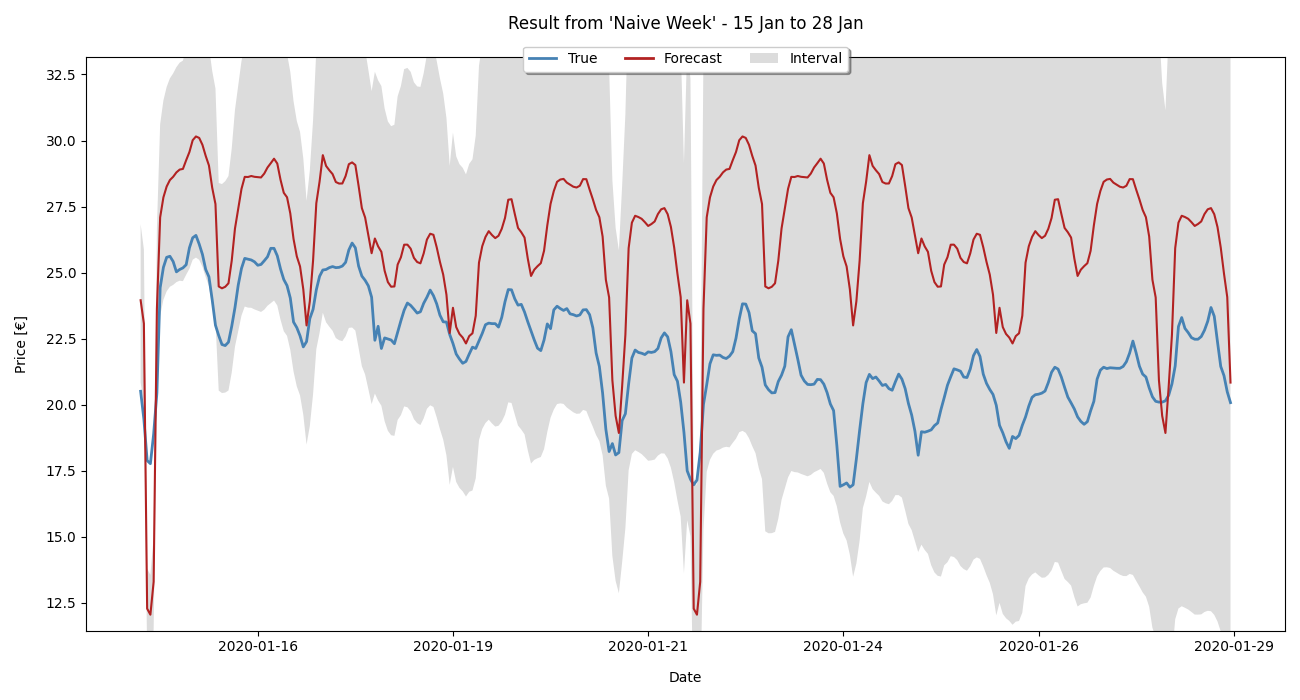 Result from 'Naive Week' - 15 Jan to 28 Jan
True Forecast Interval
32.5
30.0
27.5
25.0
22.5
20.0
17.5
15.0
12.5
Price [€]
2020-01-16 2020-01-19 2020-01-21 2020-01-24 2020-01-26 2020-01-29
Date